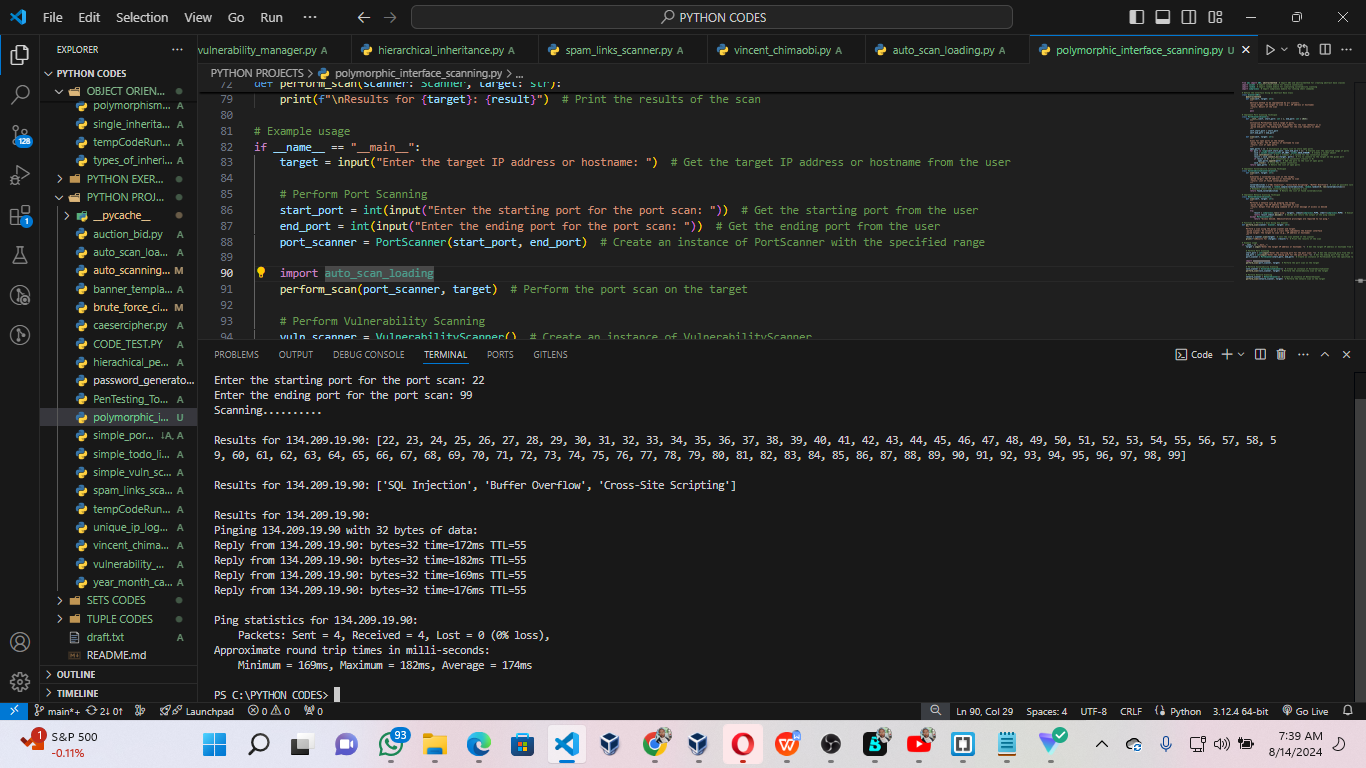 File Edit Selection View Go Run ··· PYTHON CODES
EXPLORER ···
vulnerability_manager.py A hierarchical_inheritance.py A spam_links_scanner.py A vincent_chimaobi.py A auto_scan_loading.py A polymorphic_interface_scanning.py U
PYTHON PROJECTS > polymorphic_interface_scanning.py > ...
PYTHON CODES
OBJECT ORIEN...
polymorphism... A
single_inherita... A
tempCodeRun... A
types_of_inheri... A
PYTHON EXER...
PYTHON PROJ...
__pycache__
auction_bid.py A
auto_scan_loa... A
auto_scanning... M
banner_templa... A
brute_force_ci... M
caesercipher.py A
CODE_TEST.PY A
hierachical_pe... A
password_generato...
PenTesting_To... A
polymorphic_i... U
simple_por... ↓A, A
simple_todo_li... A
simple_vuln_sc... A
spam_links_sca... A
tempCodeRun... A
unique_ip_log... A
vincent_chima... A
vulnerability_... A
year_month_ca... A
SETS CODES
TUPLE CODES
draft.txt A
README.md
OUTLINE
TIMELINE
128
1
72 def perform_scan(scanner: Scanner, target: str):
79 print(f"\nResults for {target}: {result}") # Print the results of the scan
80
81 # Example usage
82 if __name__ == "__main__":
83 target = input("Enter the target IP address or hostname: ") # Get the target IP address or hostname from the user
84
85 # Perform Port Scanning
86 start_port = int(input("Enter the starting port for the port scan: ")) # Get the starting port from the user
87 end_port = int(input("Enter the ending port for the port scan: ")) # Get the ending port from the user
88 port_scanner = PortScanner(start_port, end_port) # Create an instance of PortScanner with the specified range
89
90 import auto_scan_loading
91 perform_scan(port_scanner, target) # Perform the port scan on the target
92
93 # Perform Vulnerability Scanning
94 vuln_scanner = VulnerabilityScanner() # Create an instance of VulnerabilityScanner
PROBLEMS OUTPUT DEBUG CONSOLE TERMINAL PORTS GITLENS Code
Enter the starting port for the port scan: 22
Enter the ending port for the port scan: 99
Scanning..........
Results for 134.209.19.90: [22, 23, 24, 25, 26, 27, 28, 29, 30, 31, 32, 33, 34, 35, 36, 37, 38, 39, 40, 41, 42, 43, 44, 45, 46, 47, 48, 49, 50, 51, 52, 53, 54, 55, 56, 57, 58, 5
9, 60, 61, 62, 63, 64, 65, 66, 67, 68, 69, 70, 71, 72, 73, 74, 75, 76, 77, 78, 79, 80, 81, 82, 83, 84, 85, 86, 87, 88, 89, 90, 91, 92, 93, 94, 95, 96, 97, 98, 99]
Results for 134.209.19.90: ['SQL Injection', 'Buffer Overflow', 'Cross-Site Scripting']
Results for 134.209.19.90:
Pinging 134.209.19.90 with 32 bytes of data:
Reply from 134.209.19.90: bytes=32 time=172ms TTL=55
Reply from 134.209.19.90: bytes=32 time=182ms TTL=55
Reply from 134.209.19.90: bytes=32 time=169ms TTL=55
Reply from 134.209.19.90: bytes=32 time=176ms TTL=55
Ping statistics for 134.209.19.90:
Packets: Sent = 4, Received = 4, Lost = 0 (0% loss),
Approximate round trip times in milli-seconds:
Minimum = 169ms, Maximum = 182ms, Average = 174ms
PS C:\PYTHON CODES>
main*+ 2↓ 0↑ Launchpad 0 0 0 Ln 90, Col 29 Spaces: 4 UTF-8 CRLF Python 3.12.4 64-bit Go Live
1 S&P 500
-0.11%
93
7:39 AM
8/14/2024